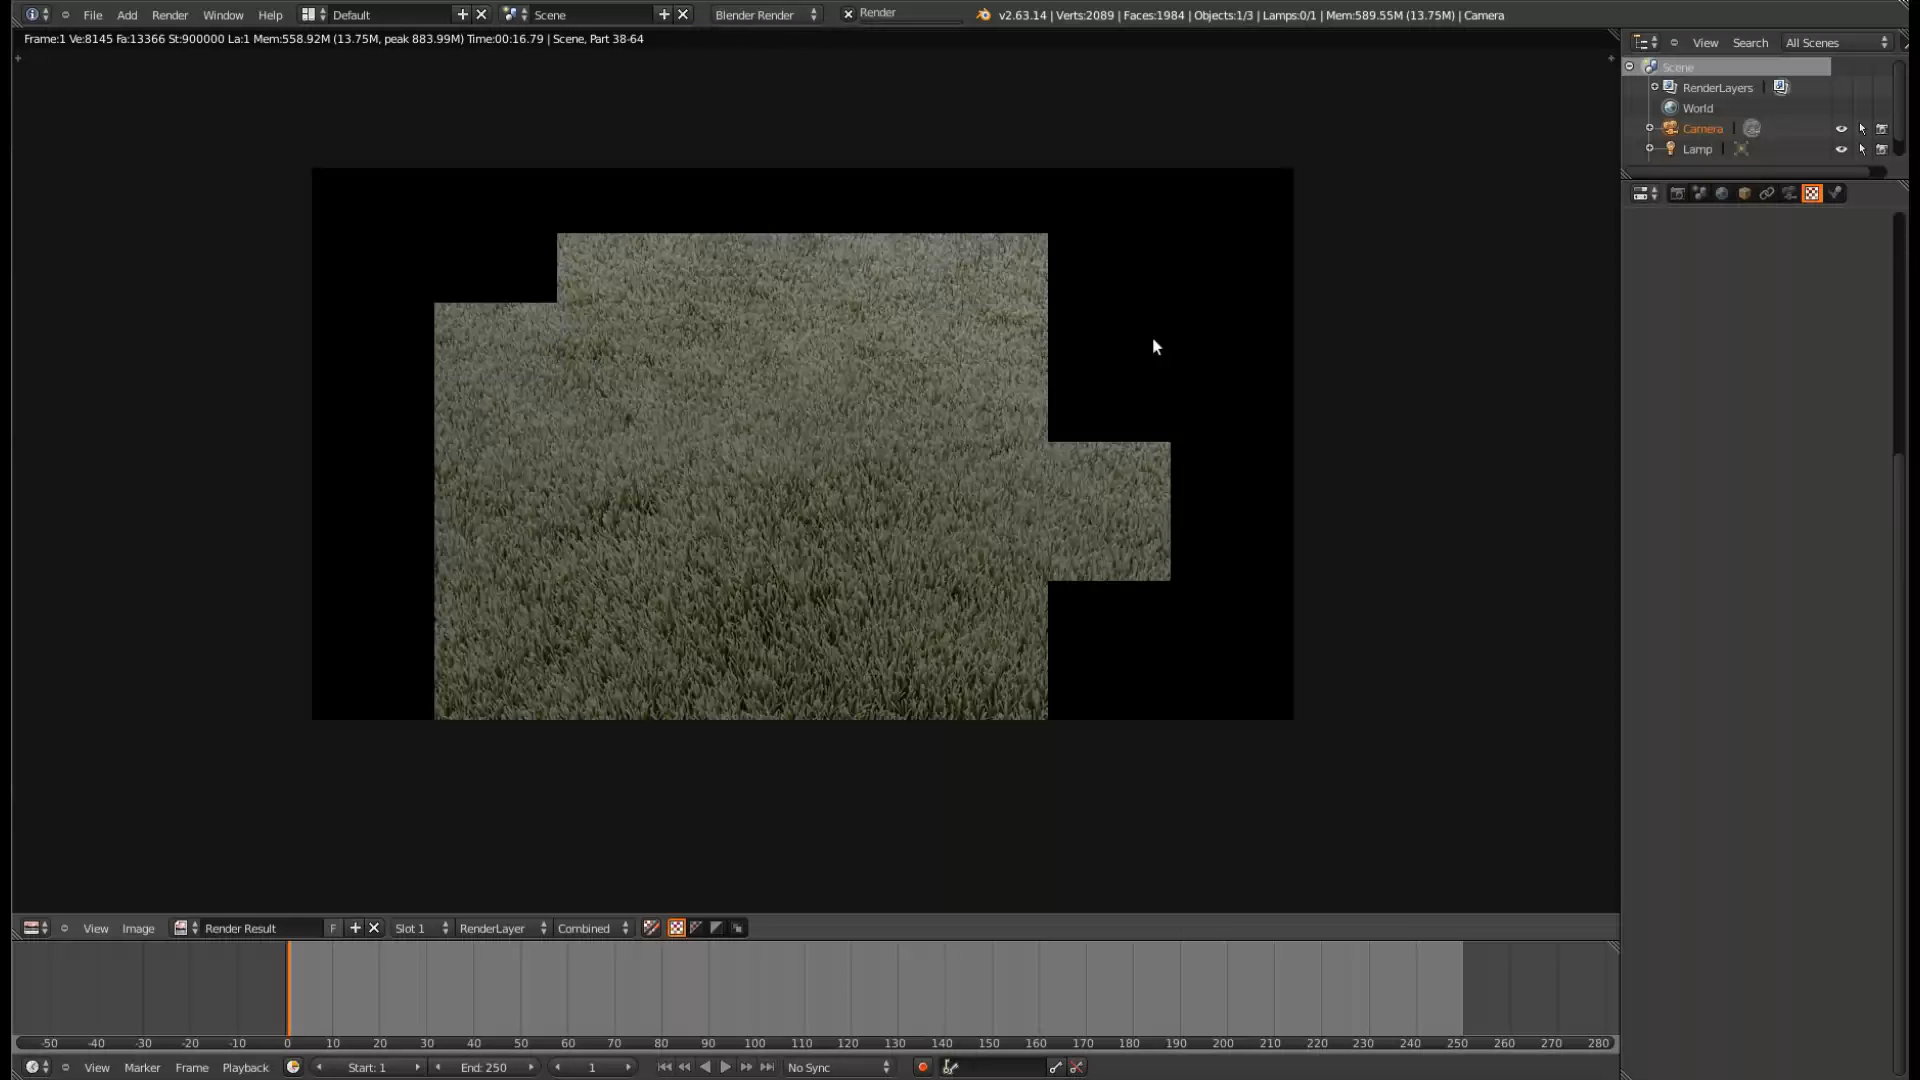 File Add Render Window Help Default Scene Blender Render Render v2.63.14 | Verts:2089 | Faces:1984 | Objects:1/3 | Lamps:0/1 | Mem:589.55M (13.75M) | Camera
Frame:1 Ve:8145 Fa:13366 St:900000 La:1 Mem:558.92M (13.75M, peak 883.99M) Time:00:16.79 | Scene, Part 38-64
View Search All Scenes
Scene
RenderLayers
World
Camera
Lamp
View Image Render Result F Slot 1 RenderLayer Combined
-50 -40 -30 -20 -10 0 10 20 30 40 50 60 70 80 90 100 110 120 130 140 150 160 170 180 190 200 210 220 230 240 250 260 270 280
View Marker Frame Playback Start: 1 End: 250 1 No Sync